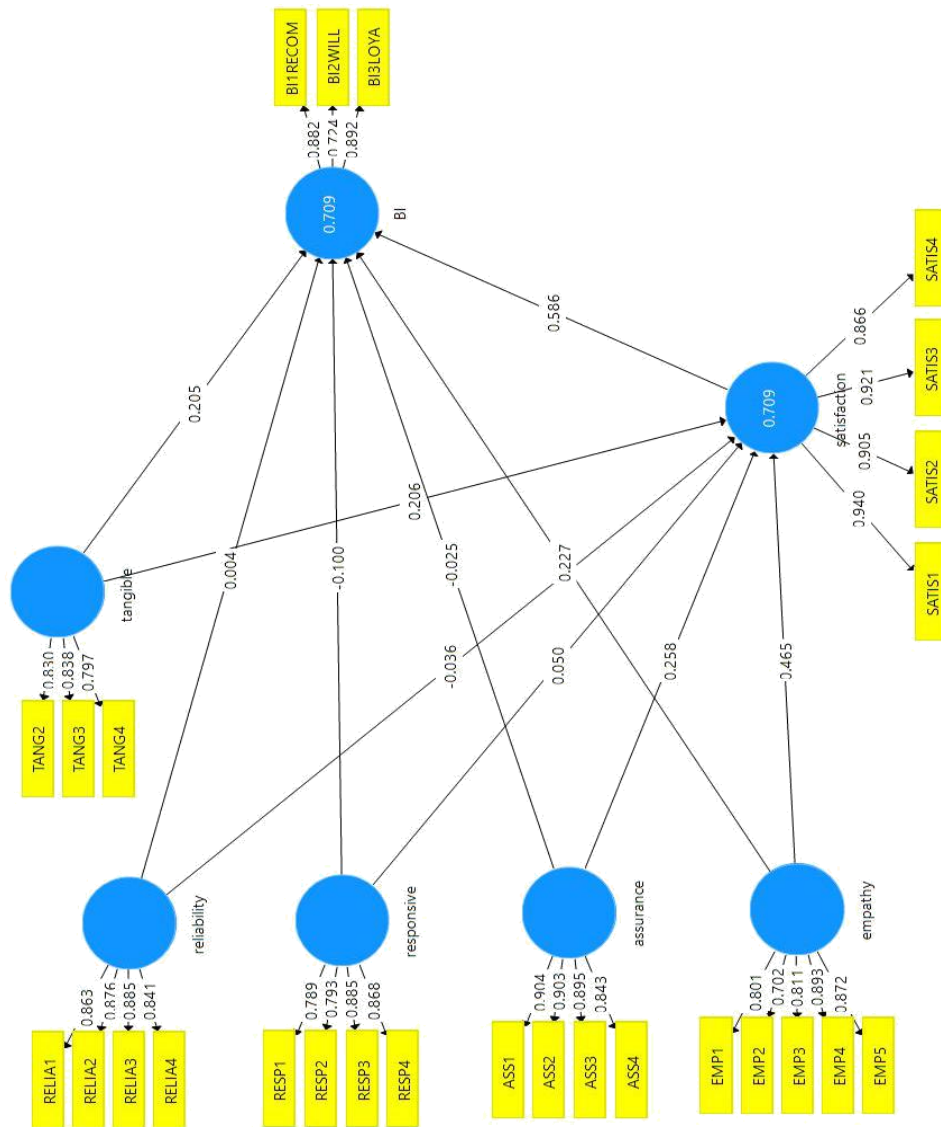 TANG2
TANG3
TANG4
0.830
0.838
0.797
tangible
RELIA1
RELIA2
RELIA3
RELIA4
0.863
0.876
0.885
0.841
reliability
RESP1
RESP2
RESP3
RESP4
0.789
0.793
0.885
0.868
responsive
ASS1
ASS2
ASS3
ASS4
0.904
0.903
0.895
0.843
assurance
EMP1
EMP2
EMP3
EMP4
EMP5
0.801
0.702
0.811
0.893
0.872
empathy
0.205
0.206
0.004
-0.036
-0.100
0.050
-0.025
0.258
0.227
0.465
0.586
0.709
BI
0.882
0.724
0.892
BI1RECOM
BI2WILL
BI3LOYA
0.709
satisfaction
0.940
0.905
0.921
0.866
SATIS1
SATIS2
SATIS3
SATIS4